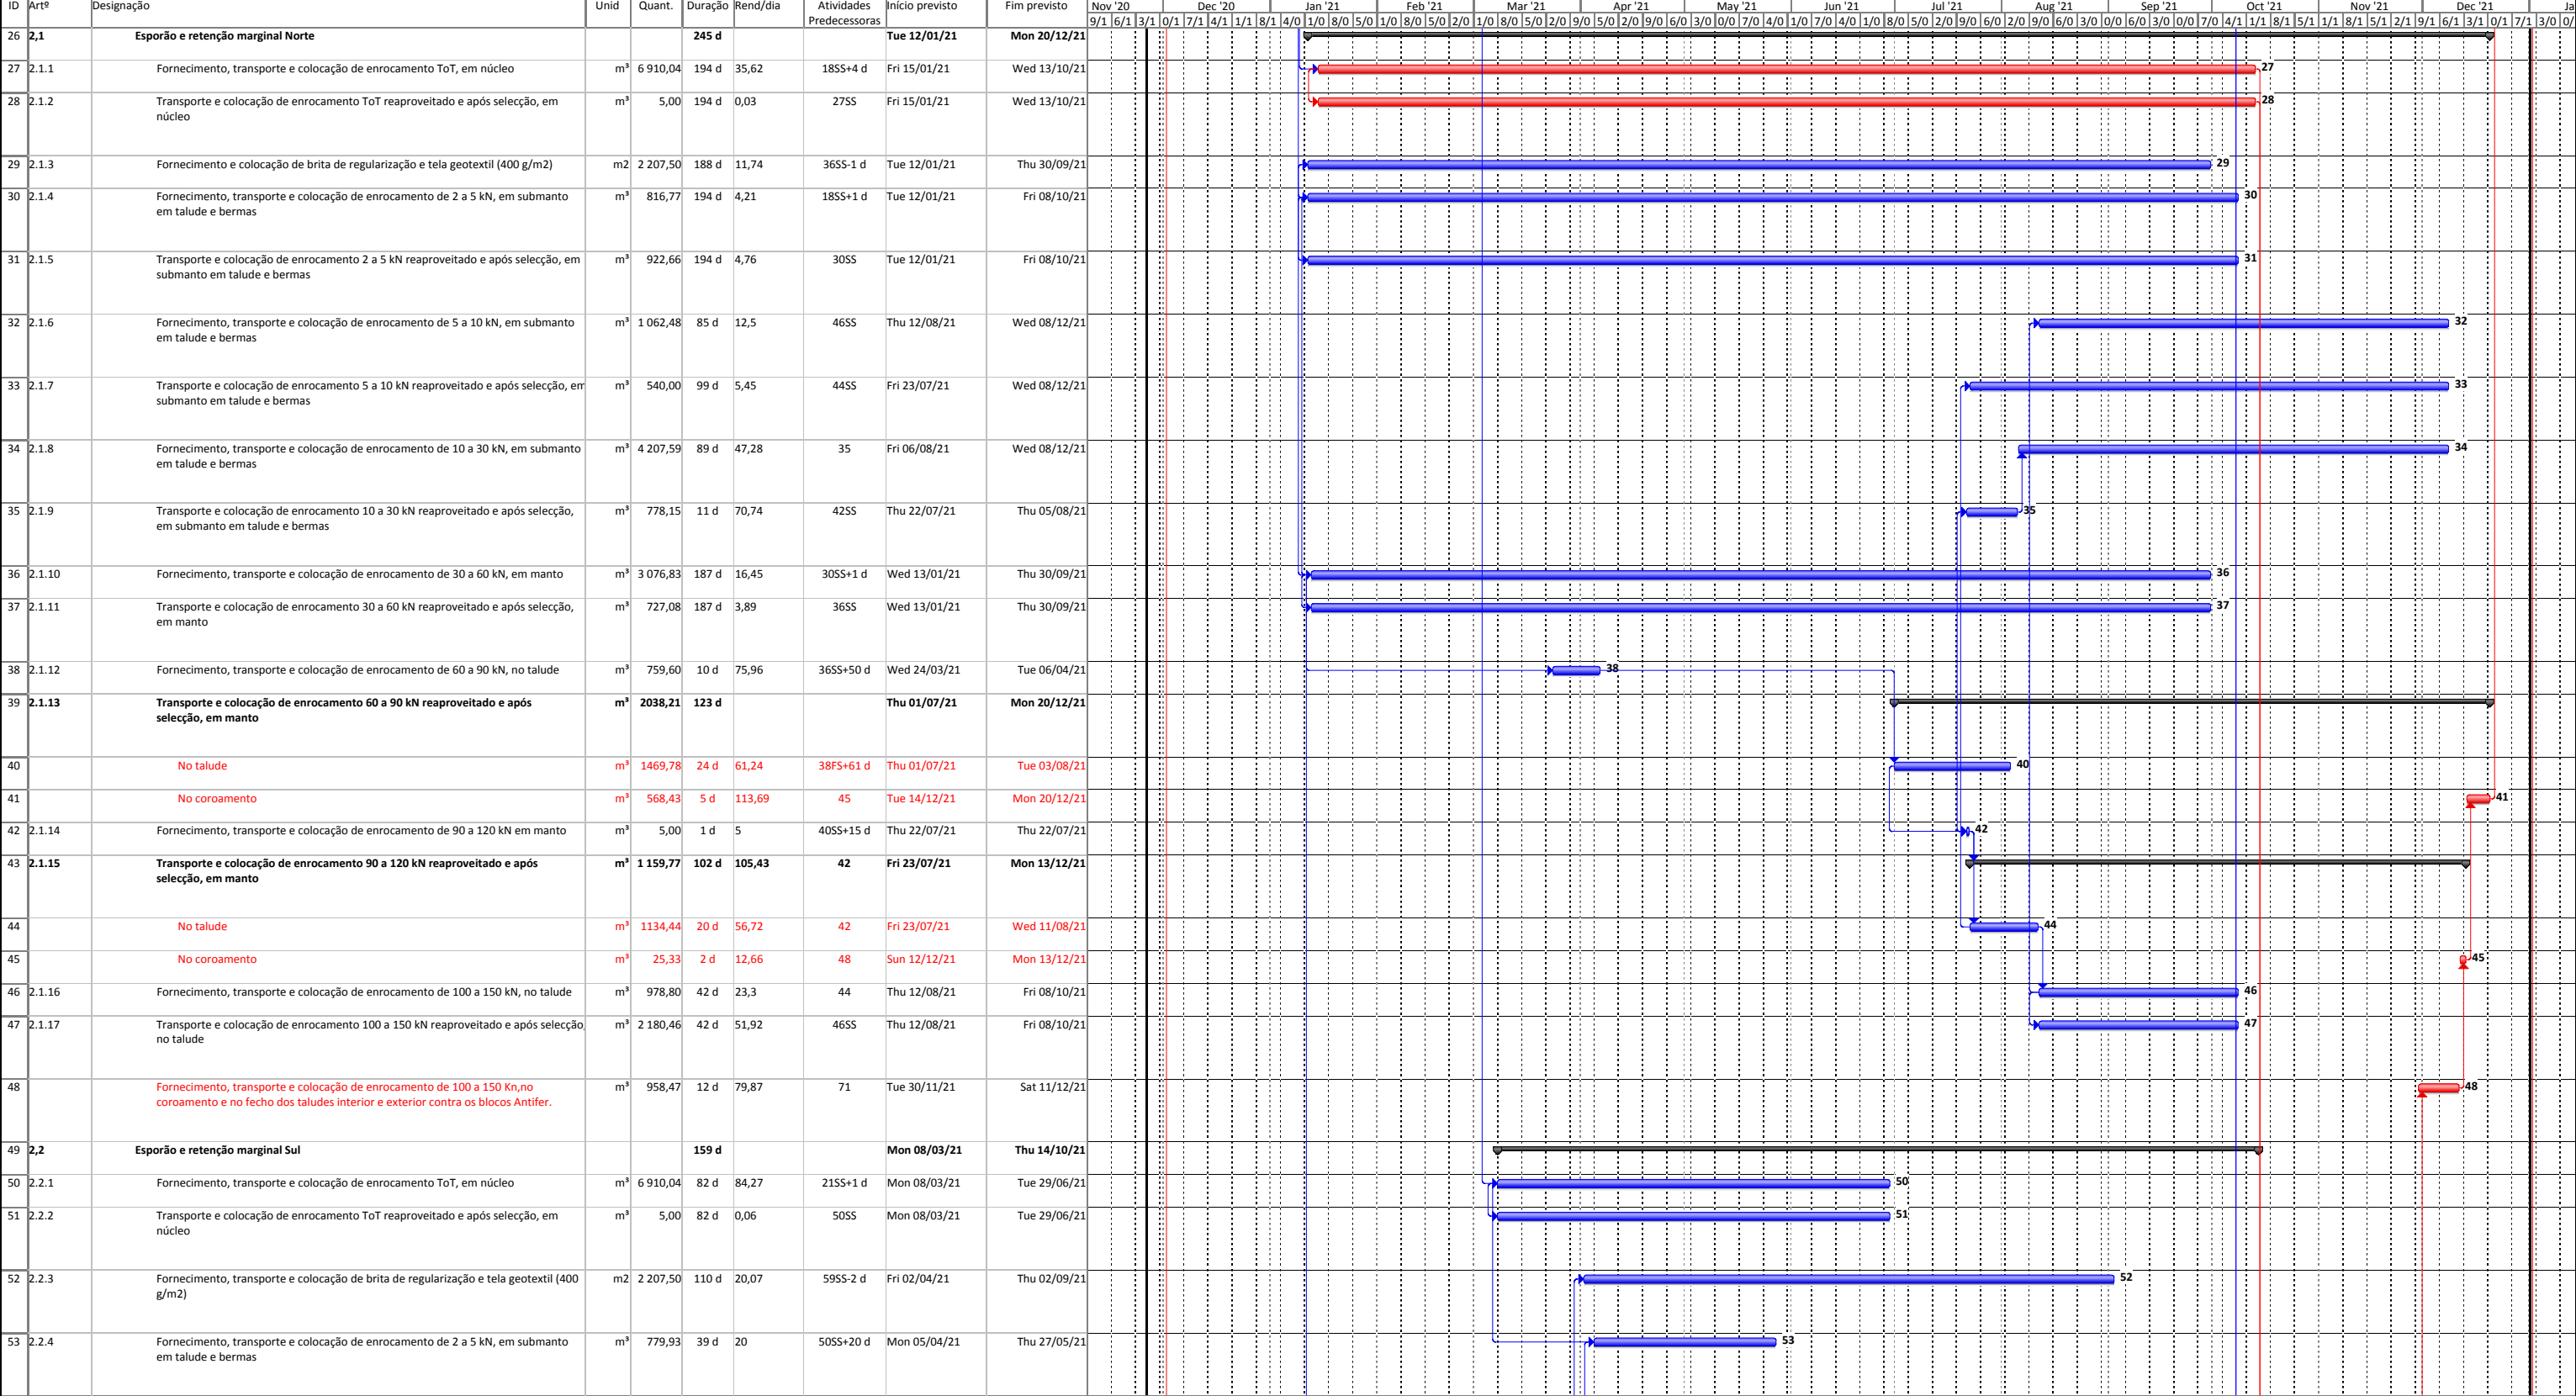 ID Artº Designação Unid Quant. Duração Rend/dia Atividades Predecessoras Início previsto Fim previsto Nov '20 Dec '20 Jan '21 Feb '21 Mar '21 Apr '21 May '21 Jun '21 Jul '21 Aug '21 Sep '21 Oct '21 Nov '21 Dec '21 Ja
26 2,1 Esporão e retenção marginal Norte 245 d Tue 12/01/21 Mon 20/12/21
27 2.1.1 Fornecimento, transporte e colocação de enrocamento ToT, em núcleo m³ 6 910,04 194 d 35,62 18SS+4 d Fri 15/01/21 Wed 13/10/21 27
28 2.1.2 Transporte e colocação de enrocamento ToT reaproveitado e após selecção, em m³ 5,00 194 d 0,03 27SS Fri 15/01/21 Wed 13/10/21 28
núcleo
29 2.1.3 Fornecimento e colocação de brita de regularização e tela geotextil (400 g/m2) m2 2 207,50 188 d 11,74 36SS-1 d Tue 12/01/21 Thu 30/09/21 29
30 2.1.4 Fornecimento, transporte e colocação de enrocamento de 2 a 5 kN, em submanto m³ 816,77 194 d 4,21 18SS+1 d Tue 12/01/21 Fri 08/10/21 30
em talude e bermas
31 2.1.5 Transporte e colocação de enrocamento 2 a 5 kN reaproveitado e após selecção, em m³ 922,66 194 d 4,76 30SS Tue 12/01/21 Fri 08/10/21 31
submanto em talude e bermas
32 2.1.6 Fornecimento, transporte e colocação de enrocamento de 5 a 10 kN, em submanto m³ 1 062,48 85 d 12,5 46SS Thu 12/08/21 Wed 08/12/21 32
em talude e bermas
33 2.1.7 Transporte e colocação de enrocamento 5 a 10 kN reaproveitado e após selecção, em m³ 540,00 99 d 5,45 44SS Fri 23/07/21 Wed 08/12/21 33
submanto em talude e bermas
34 2.1.8 Fornecimento, transporte e colocação de enrocamento de 10 a 30 kN, em submanto m³ 4 207,59 89 d 47,28 35 Fri 06/08/21 Wed 08/12/21 34
em talude e bermas
35 2.1.9 Transporte e colocação de enrocamento 10 a 30 kN reaproveitado e após selecção, m³ 778,15 11 d 70,74 42SS Thu 22/07/21 Thu 05/08/21 35
em submanto em talude e bermas
36 2.1.10 Fornecimento, transporte e colocação de enrocamento de 30 a 60 kN, em manto m³ 3 076,83 187 d 16,45 30SS+1 d Wed 13/01/21 Thu 30/09/21 36
37 2.1.11 Transporte e colocação de enrocamento 30 a 60 kN reaproveitado e após selecção, m³ 727,08 187 d 3,89 36SS Wed 13/01/21 Thu 30/09/21 37
em manto
38 2.1.12 Fornecimento, transporte e colocação de enrocamento de 60 a 90 kN, no talude m³ 759,60 10 d 75,96 36SS+50 d Wed 24/03/21 Tue 06/04/21 38
39 2.1.13 Transporte e colocação de enrocamento 60 a 90 kN reaproveitado e após m³ 2038,21 123 d Thu 01/07/21 Mon 20/12/21
selecção, em manto
40 No talude m³ 1469,78 24 d 61,24 38FS+61 d Thu 01/07/21 Tue 03/08/21 40
41 No coroamento m³ 568,43 5 d 113,69 45 Tue 14/12/21 Mon 20/12/21 41
42 2.1.14 Fornecimento, transporte e colocação de enrocamento de 90 a 120 kN em manto m³ 5,00 1 d 5 40SS+15 d Thu 22/07/21 Thu 22/07/21 42
43 2.1.15 Transporte e colocação de enrocamento 90 a 120 kN reaproveitado e após m³ 1 159,77 102 d 105,43 42 Fri 23/07/21 Mon 13/12/21
selecção, em manto
44 No talude m³ 1134,44 20 d 56,72 42 Fri 23/07/21 Wed 11/08/21 44
45 No coroamento m³ 25,33 2 d 12,66 48 Sun 12/12/21 Mon 13/12/21 45
46 2.1.16 Fornecimento, transporte e colocação de enrocamento de 100 a 150 kN, no talude m³ 978,80 42 d 23,3 44 Thu 12/08/21 Fri 08/10/21 46
47 2.1.17 Transporte e colocação de enrocamento 100 a 150 kN reaproveitado e após selecção, m³ 2 180,46 42 d 51,92 46SS Thu 12/08/21 Fri 08/10/21 47
no talude
48 Fornecimento, transporte e colocação de enrocamento de 100 a 150 Kn,no m³ 958,47 12 d 79,87 71 Tue 30/11/21 Sat 11/12/21 48
coroamento e no fecho dos taludes interior e exterior contra os blocos Antifer.
49 2,2 Esporão e retenção marginal Sul 159 d Mon 08/03/21 Thu 14/10/21
50 2.2.1 Fornecimento, transporte e colocação de enrocamento ToT, em núcleo m³ 6 910,04 82 d 84,27 21SS+1 d Mon 08/03/21 Tue 29/06/21 50
51 2.2.2 Transporte e colocação de enrocamento ToT reaproveitado e após selecção, em m³ 5,00 82 d 0,06 50SS Mon 08/03/21 Tue 29/06/21 51
núcleo
52 2.2.3 Fornecimento, transporte e colocação de brita de regularização e tela geotextil (400 m2 2 207,50 110 d 20,07 59SS-2 d Fri 02/04/21 Thu 02/09/21 52
g/m2)
53 2.2.4 Fornecimento, transporte e colocação de enrocamento de 2 a 5 kN, em submanto m³ 779,93 39 d 20 50SS+20 d Mon 05/04/21 Thu 27/05/21 53
em talude e bermas